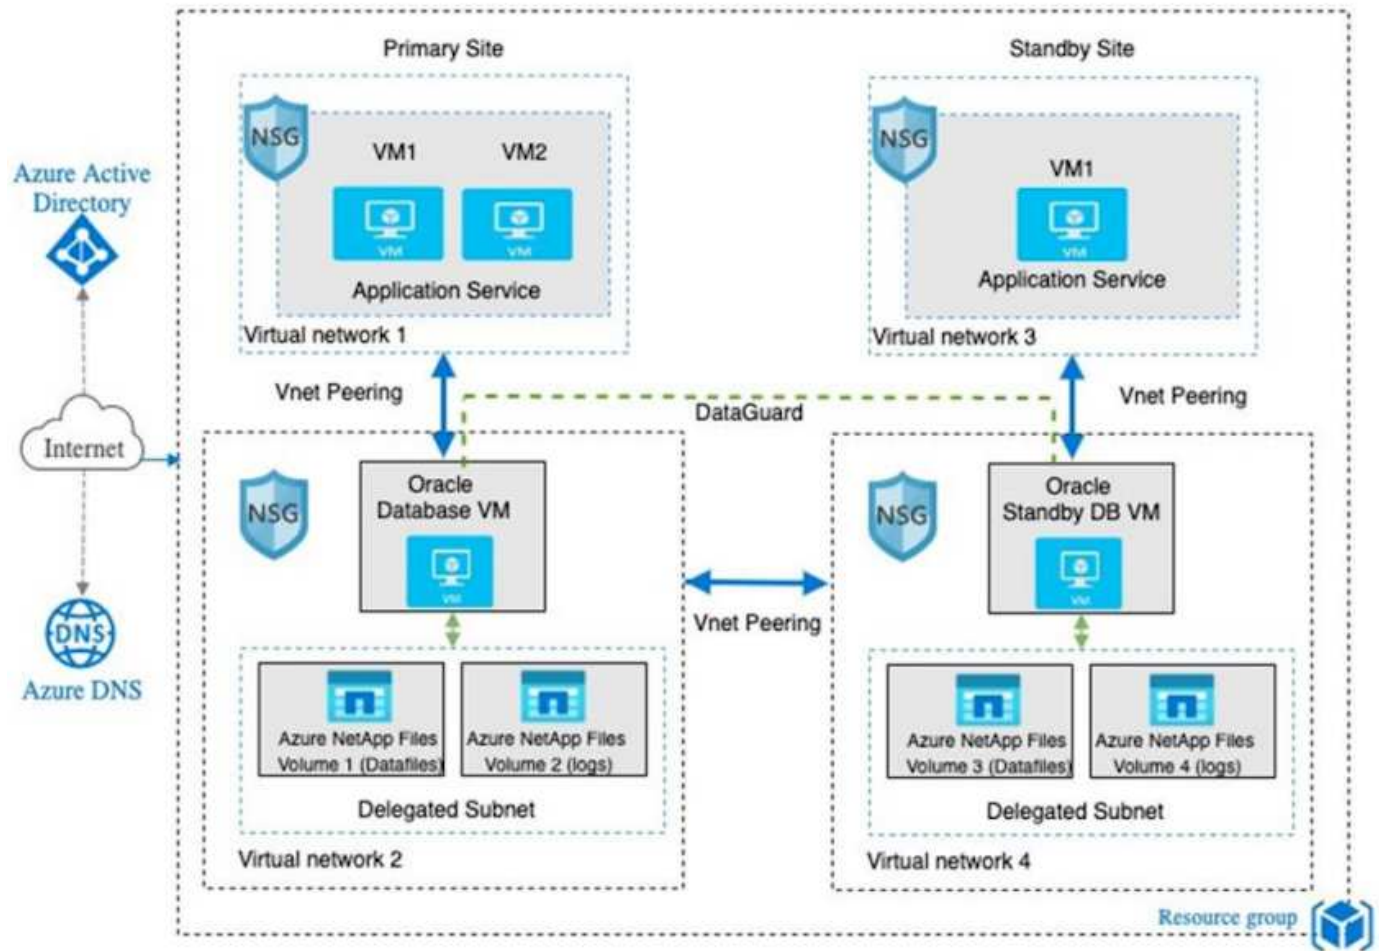 Primary Site
Standby Site
NSG
VM1
VM2
VM
VM
Application Service
Virtual network 1
NSG
VM1
VM
Application Service
Virtual network 3
Azure Active
Directory
Internet
DNS
Azure DNS
Vnet Peering
DataGuard
Vnet Peering
NSG
Oracle
Database VM
VM
Vnet Peering
NSG
Oracle
Standby DB VM
VM
Azure NetApp Files
Volume 1 (Datafiles)
Azure NetApp Files
Volume 2 (logs)
Delegated Subnet
Virtual network 2
Azure NetApp Files
Volume 3 (Datafiles)
Azure NetApp Files
Volume 4 (logs)
Delegated Subnet
Virtual network 4
Resource group